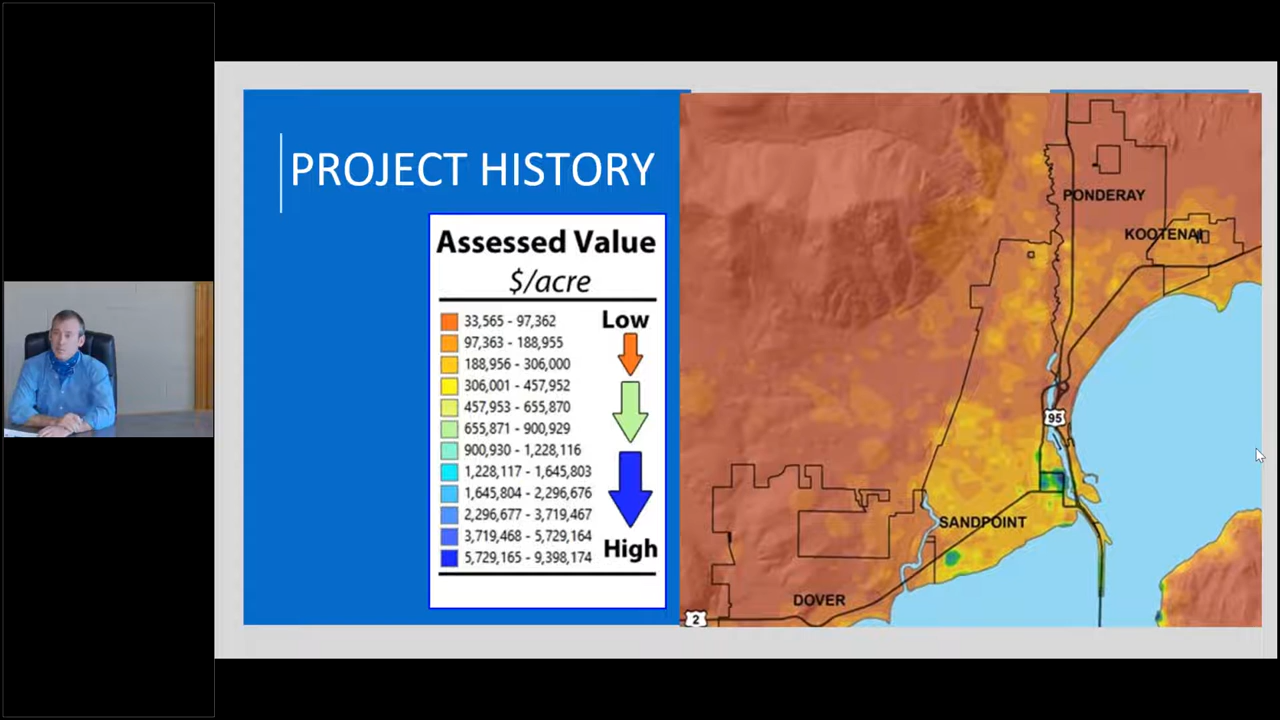 PROJECT HISTORY
Assessed Value
$/acre
33,565 - 97,362
97,363 - 188,955
188,956 - 306,000
306,001 - 457,952
457,953 - 655,870
655,871 - 900,929
900,930 - 1,228,116
1,228,117 - 1,645,803
1,645,804 - 2,296,676
2,296,677 - 3,719,467
3,719,468 - 5,729,164
5,729,165 - 9,398,174
Low
High
PONDERAY
KOOTENAI
95
SANDPOINT
DOVER
2